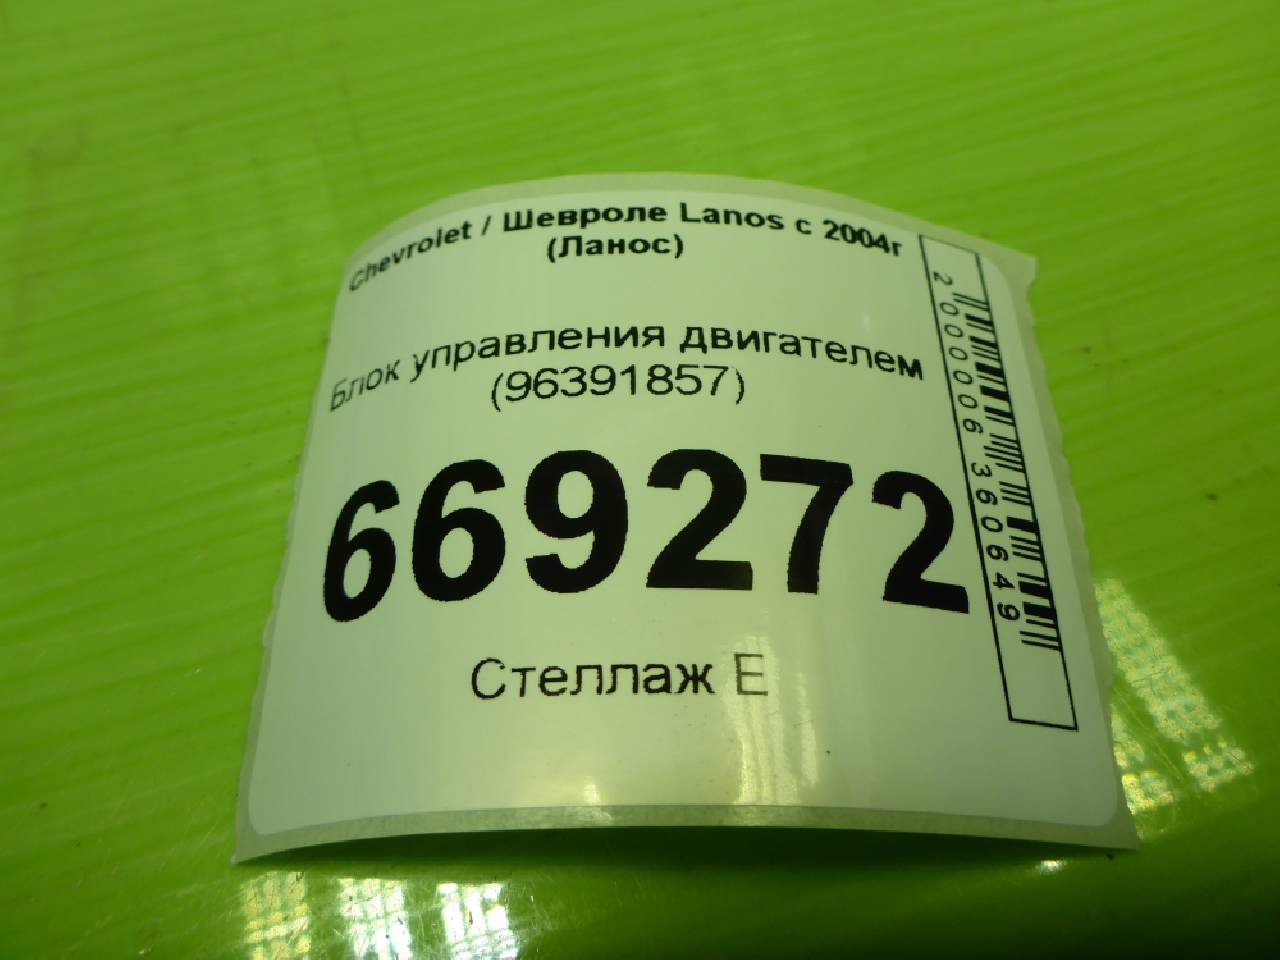 Chevrolet / Шевроле Lanos с 2004г
(Ланос)
Блок управления двигателем
(96391857)
669272
Стеллаж Е
2000006360649